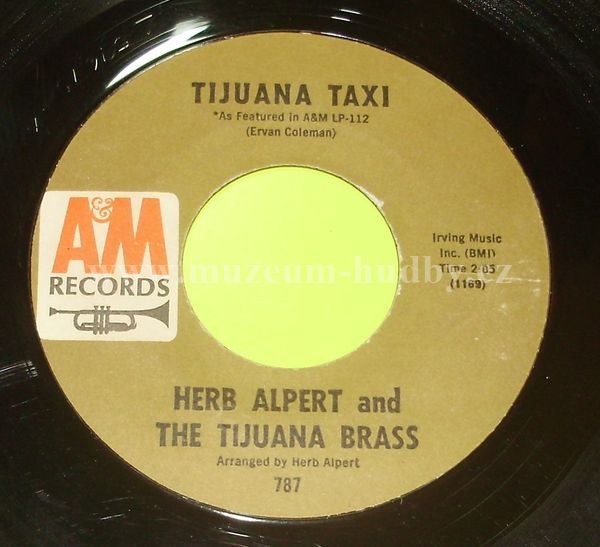 TIJUANA TAXI
*As Featured in A&M LP-112
(Ervan Coleman)
A&M
RECORDS
Irving Music
Inc. (BMI)
Time 2:05
(1169)
www.muzeum-hudby.cz
HERB ALPERT and
THE TIJUANA BRASS
Arranged by Herb Alpert
787